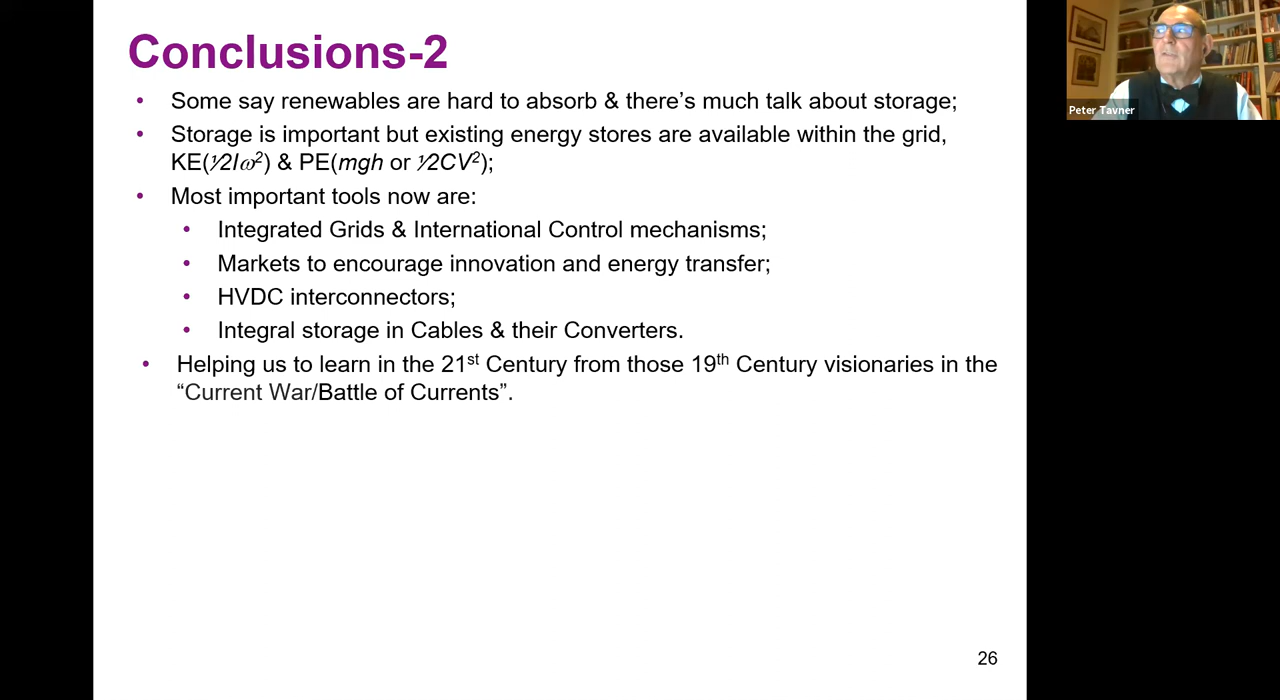 Conclusions-2
• Some say renewables are hard to absorb & there’s much talk about storage;
• Storage is important but existing energy stores are available within the grid,
KE(½Iω²) & PE(mgh or ½CV²);
• Most important tools now are:
• Integrated Grids & International Control mechanisms;
• Markets to encourage innovation and energy transfer;
• HVDC interconnectors;
• Integral storage in Cables & their Converters.
• Helping us to learn in the 21st Century from those 19th Century visionaries in the
“Current War/Battle of Currents”.
26
Peter Tavner